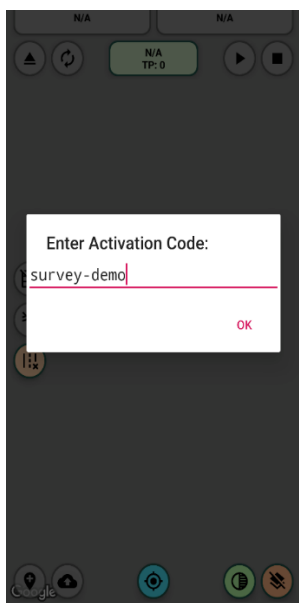 N/A
N/A
N/A
TP: 0
Enter Activation Code:
survey-demo
OK
Google